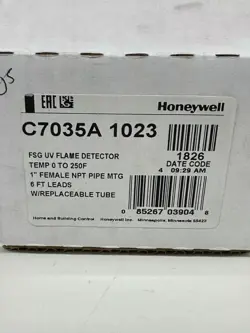 EAC
Honeywell
C7035A 1023
FSG UV FLAME DETECTOR
TEMP 0 TO 250F
1" FEMALE NPT PIPE MTG
6 FT LEADS
W/REPLACEABLE TUBE
1826
DATE CODE
4 09:29 AM
0 85267 03904 8
Home and Building Control Honeywell Inc. Minneapolis, Minnesota 55422